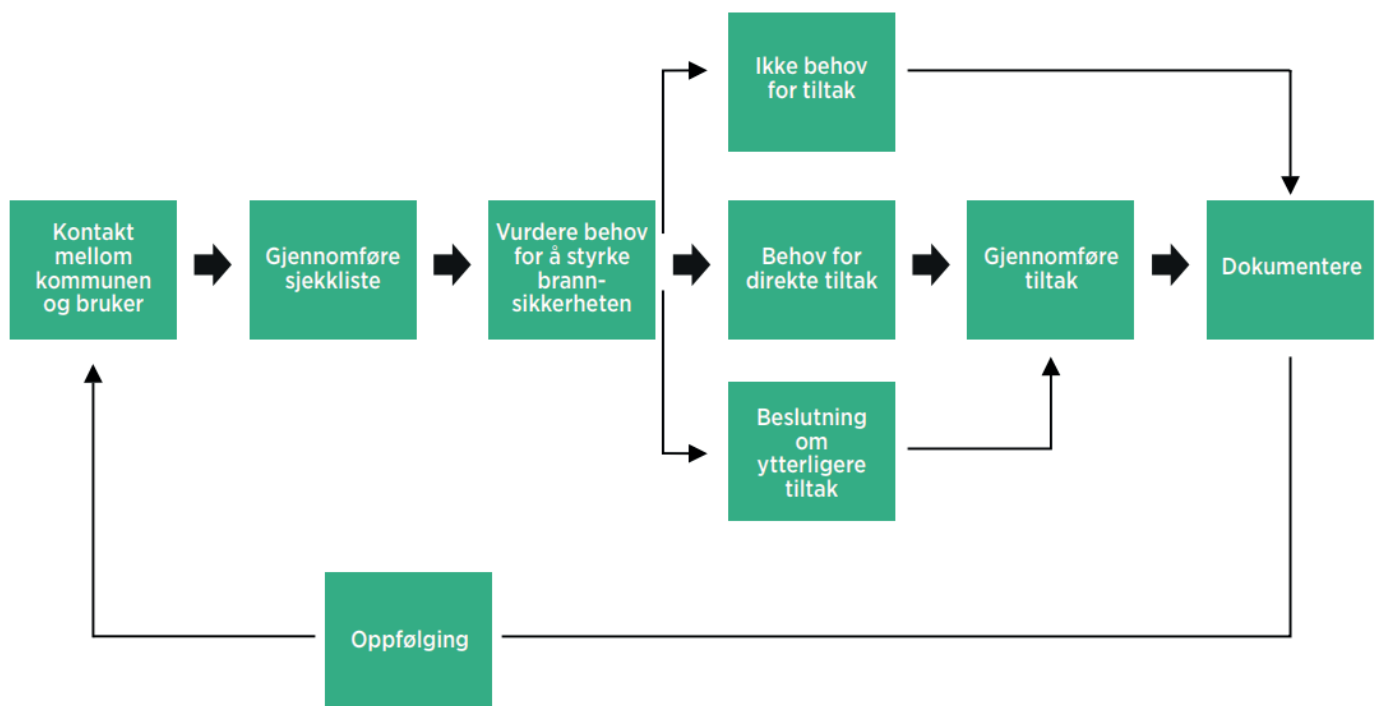 Ikke behov
for tiltak
Kontakt
mellom
kommunen
og bruker
Gjennomføre
sjekkliste
Vurdere behov
for å styrke
brann-
sikkerheten
Behov for
direkte tiltak
Gjennomføre
tiltak
Dokumentere
Beslutning
om
ytterligere
tiltak
Oppfølging